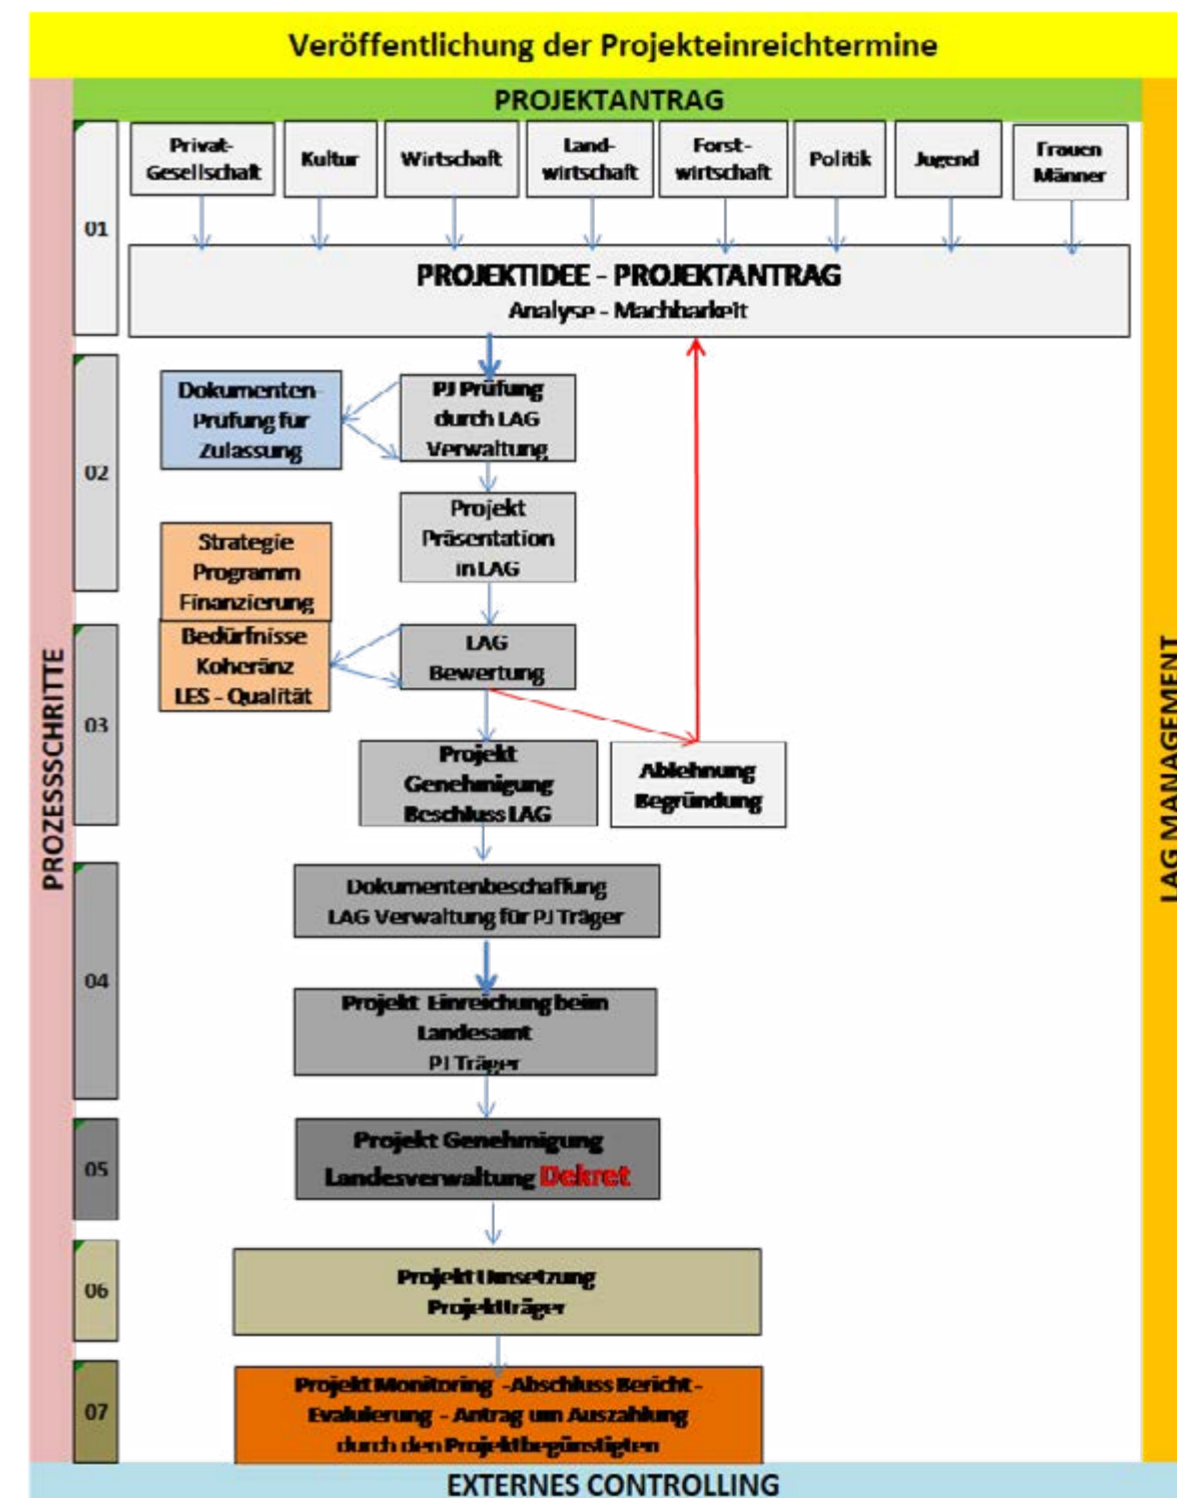 Veröffentlichung der Projekteinreichtermine
PROJEKTANTRAG
Privat-
Gesellschaft
Kultur
Wirtschaft
Land-
wirtschaft
Forst-
wirtschaft
Politik
Jugend
Frauen
Männer
01
PROJEKTIDEE - PROJEKTANTRAG
Analyse - Machbarkeit
02
Dokumenten-
Prüfung für
Zulassung
PJ Prüfung
durch LAG
Verwaltung
Projekt
Präsentation
in LAG
Strategie
Programm
Finanzierung
03
Bedürfnisse
Koheränz
LES - Qualität
LAG
Bewertung
Projekt
Genehmigung
Beschluss LAG
Ablehnung
Begründung
04
Dokumentenbeschaffung
LAG Verwaltung für PJ Träger
Projekt Einreichung beim
Landesamt
PJ Träger
05
Projekt Genehmigung
Landesverwaltung Dekret
06
Projekt Umsetzung
Projektträger
07
Projekt Monitoring -Abschluss Bericht -
Evaluierung - Antrag um Auszahlung
durch den Projektbegünstigten
PROZESSSCHRITTE
LAG MANAGEMENT
EXTERNES CONTROLLING